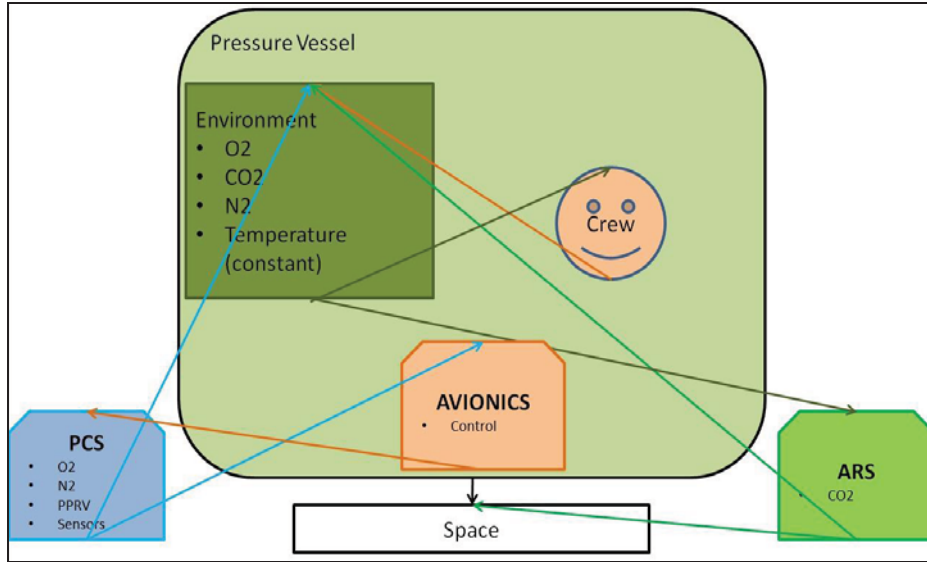 Pressure Vessel
Environment
• O2
• CO2
• N2
• Temperature
(constant)
Crew
AVIONICS
• Control
PCS
• O2
• N2
• PPRV
• Sensors
ARS
• CO2
Space